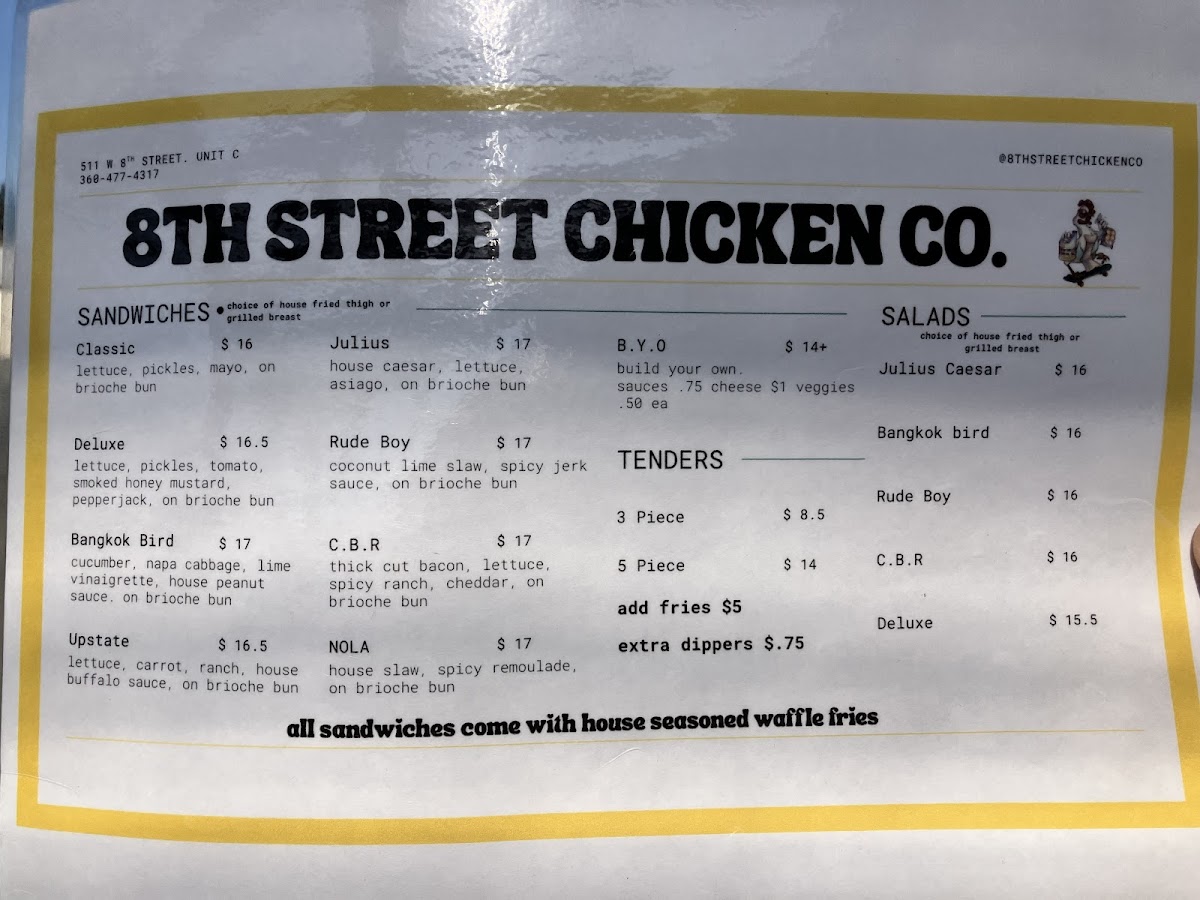 511 W 8TH STREET. UNIT C
360-477-4317
@8THSTREETCHICKENCO
8TH STREET CHICKEN CO.
SANDWICHES • choice of house fried thigh or
grilled breast
Classic $ 16
lettuce, pickles, mayo, on
brioche bun
Deluxe $ 16.5
lettuce, pickles, tomato,
smoked honey mustard,
pepperjack, on brioche bun
Bangkok Bird $ 17
cucumber, napa cabbage, lime
vinaigrette, house peanut
sauce. on brioche bun
Upstate $ 16.5
lettuce, carrot, ranch, house
buffalo sauce, on brioche bun
Julius $ 17
house caesar, lettuce,
asiago, on brioche bun
Rude Boy $ 17
coconut lime slaw, spicy jerk
sauce, on brioche bun
C.B.R $ 17
thick cut bacon, lettuce,
spicy ranch, cheddar, on
brioche bun
NOLA $ 17
house slaw, spicy remoulade,
on brioche bun
B.Y.O $ 14+
build your own.
sauces .75 cheese $1 veggies
.50 ea
TENDERS
3 Piece $ 8.5
5 Piece $ 14
add fries $5
extra dippers $.75
SALADS
choice of house fried thigh or
grilled breast
Julius Caesar $ 16
Bangkok bird $ 16
Rude Boy $ 16
C.B.R $ 16
Deluxe $ 15.5
all sandwiches come with house seasoned waffle fries